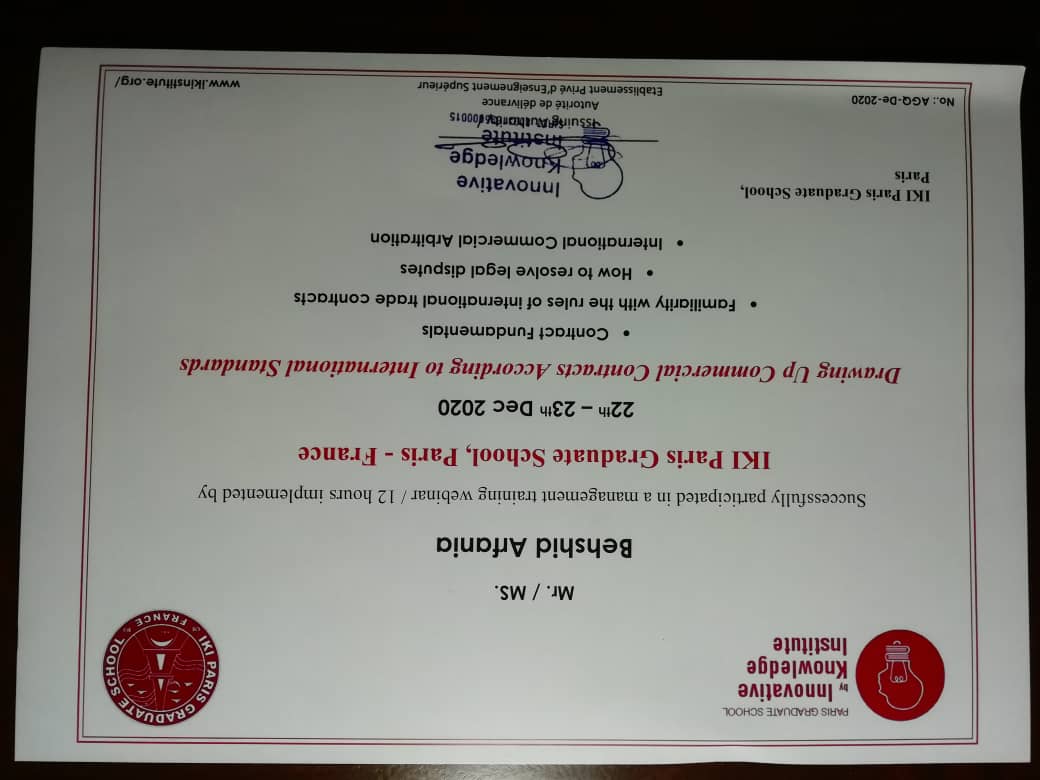 PARIS GRADUATE SCHOOL
by Innovative
Knowledge
Institute
IKI PARIS GRADUATE SCHOOL
FRANCE
Mr. / MS.
Behshid Arfania
Successfully participated in a management training webinar / 12 hours implemented by
IKI Paris Graduate School, Paris - France
22th – 23th Dec 2020
Drawing Up Commercial Contracts According to International Standards
• Contract Fundamentals
• Familiarity with the rules of international trade contracts
• How to resolve legal disputes
• International Commercial Arbitration
IKI Paris Graduate School,
Paris
Innovative
Knowledge
Institute
Issuing Authority/
Autorité de délivrance
Etablissement Privé d'Enseignement Supérieur
No.: AGQ-De-2020
www.ikinstitute.org/